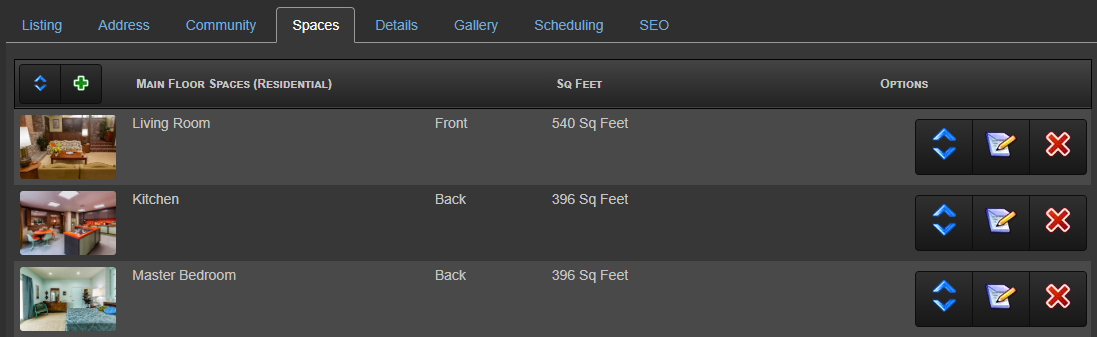 Listing Address Community Spaces Details Gallery Scheduling SEO
Main Floor Spaces (Residential) Sq Feet Options
Living Room Front 540 Sq Feet
Kitchen Back 396 Sq Feet
Master Bedroom Back 396 Sq Feet